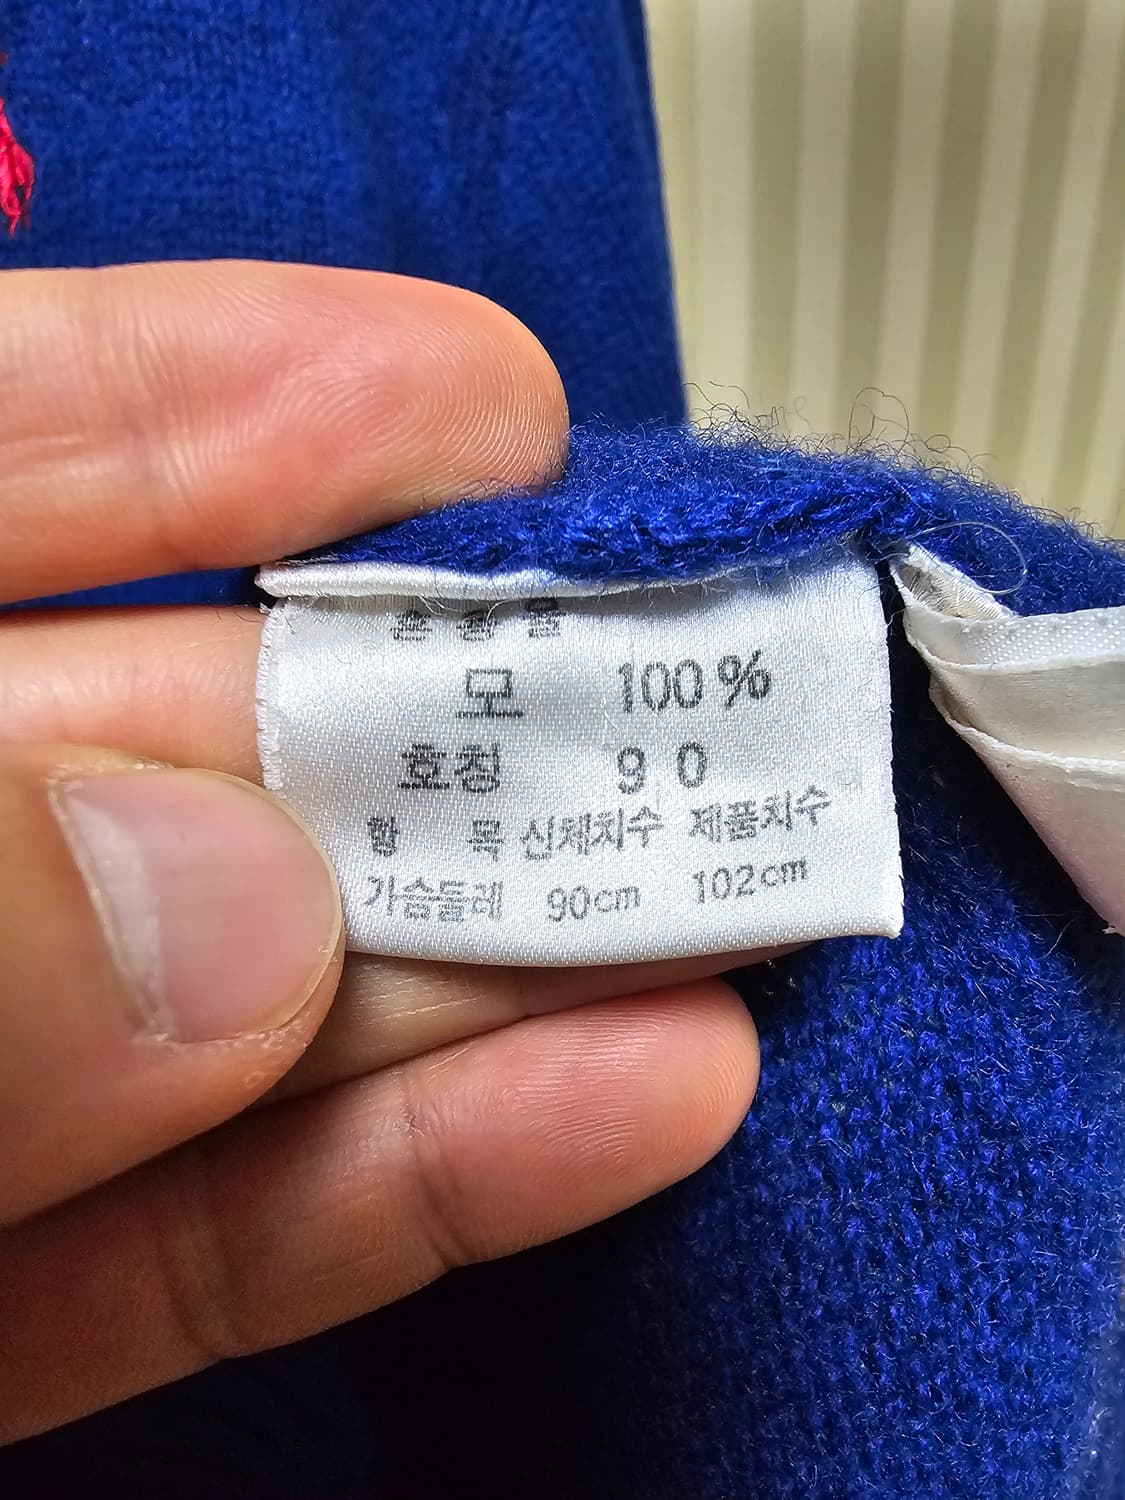 혼용율
모 100%
호칭 90
항 목 신체치수 제품치수
가슴둘레 90cm 102cm